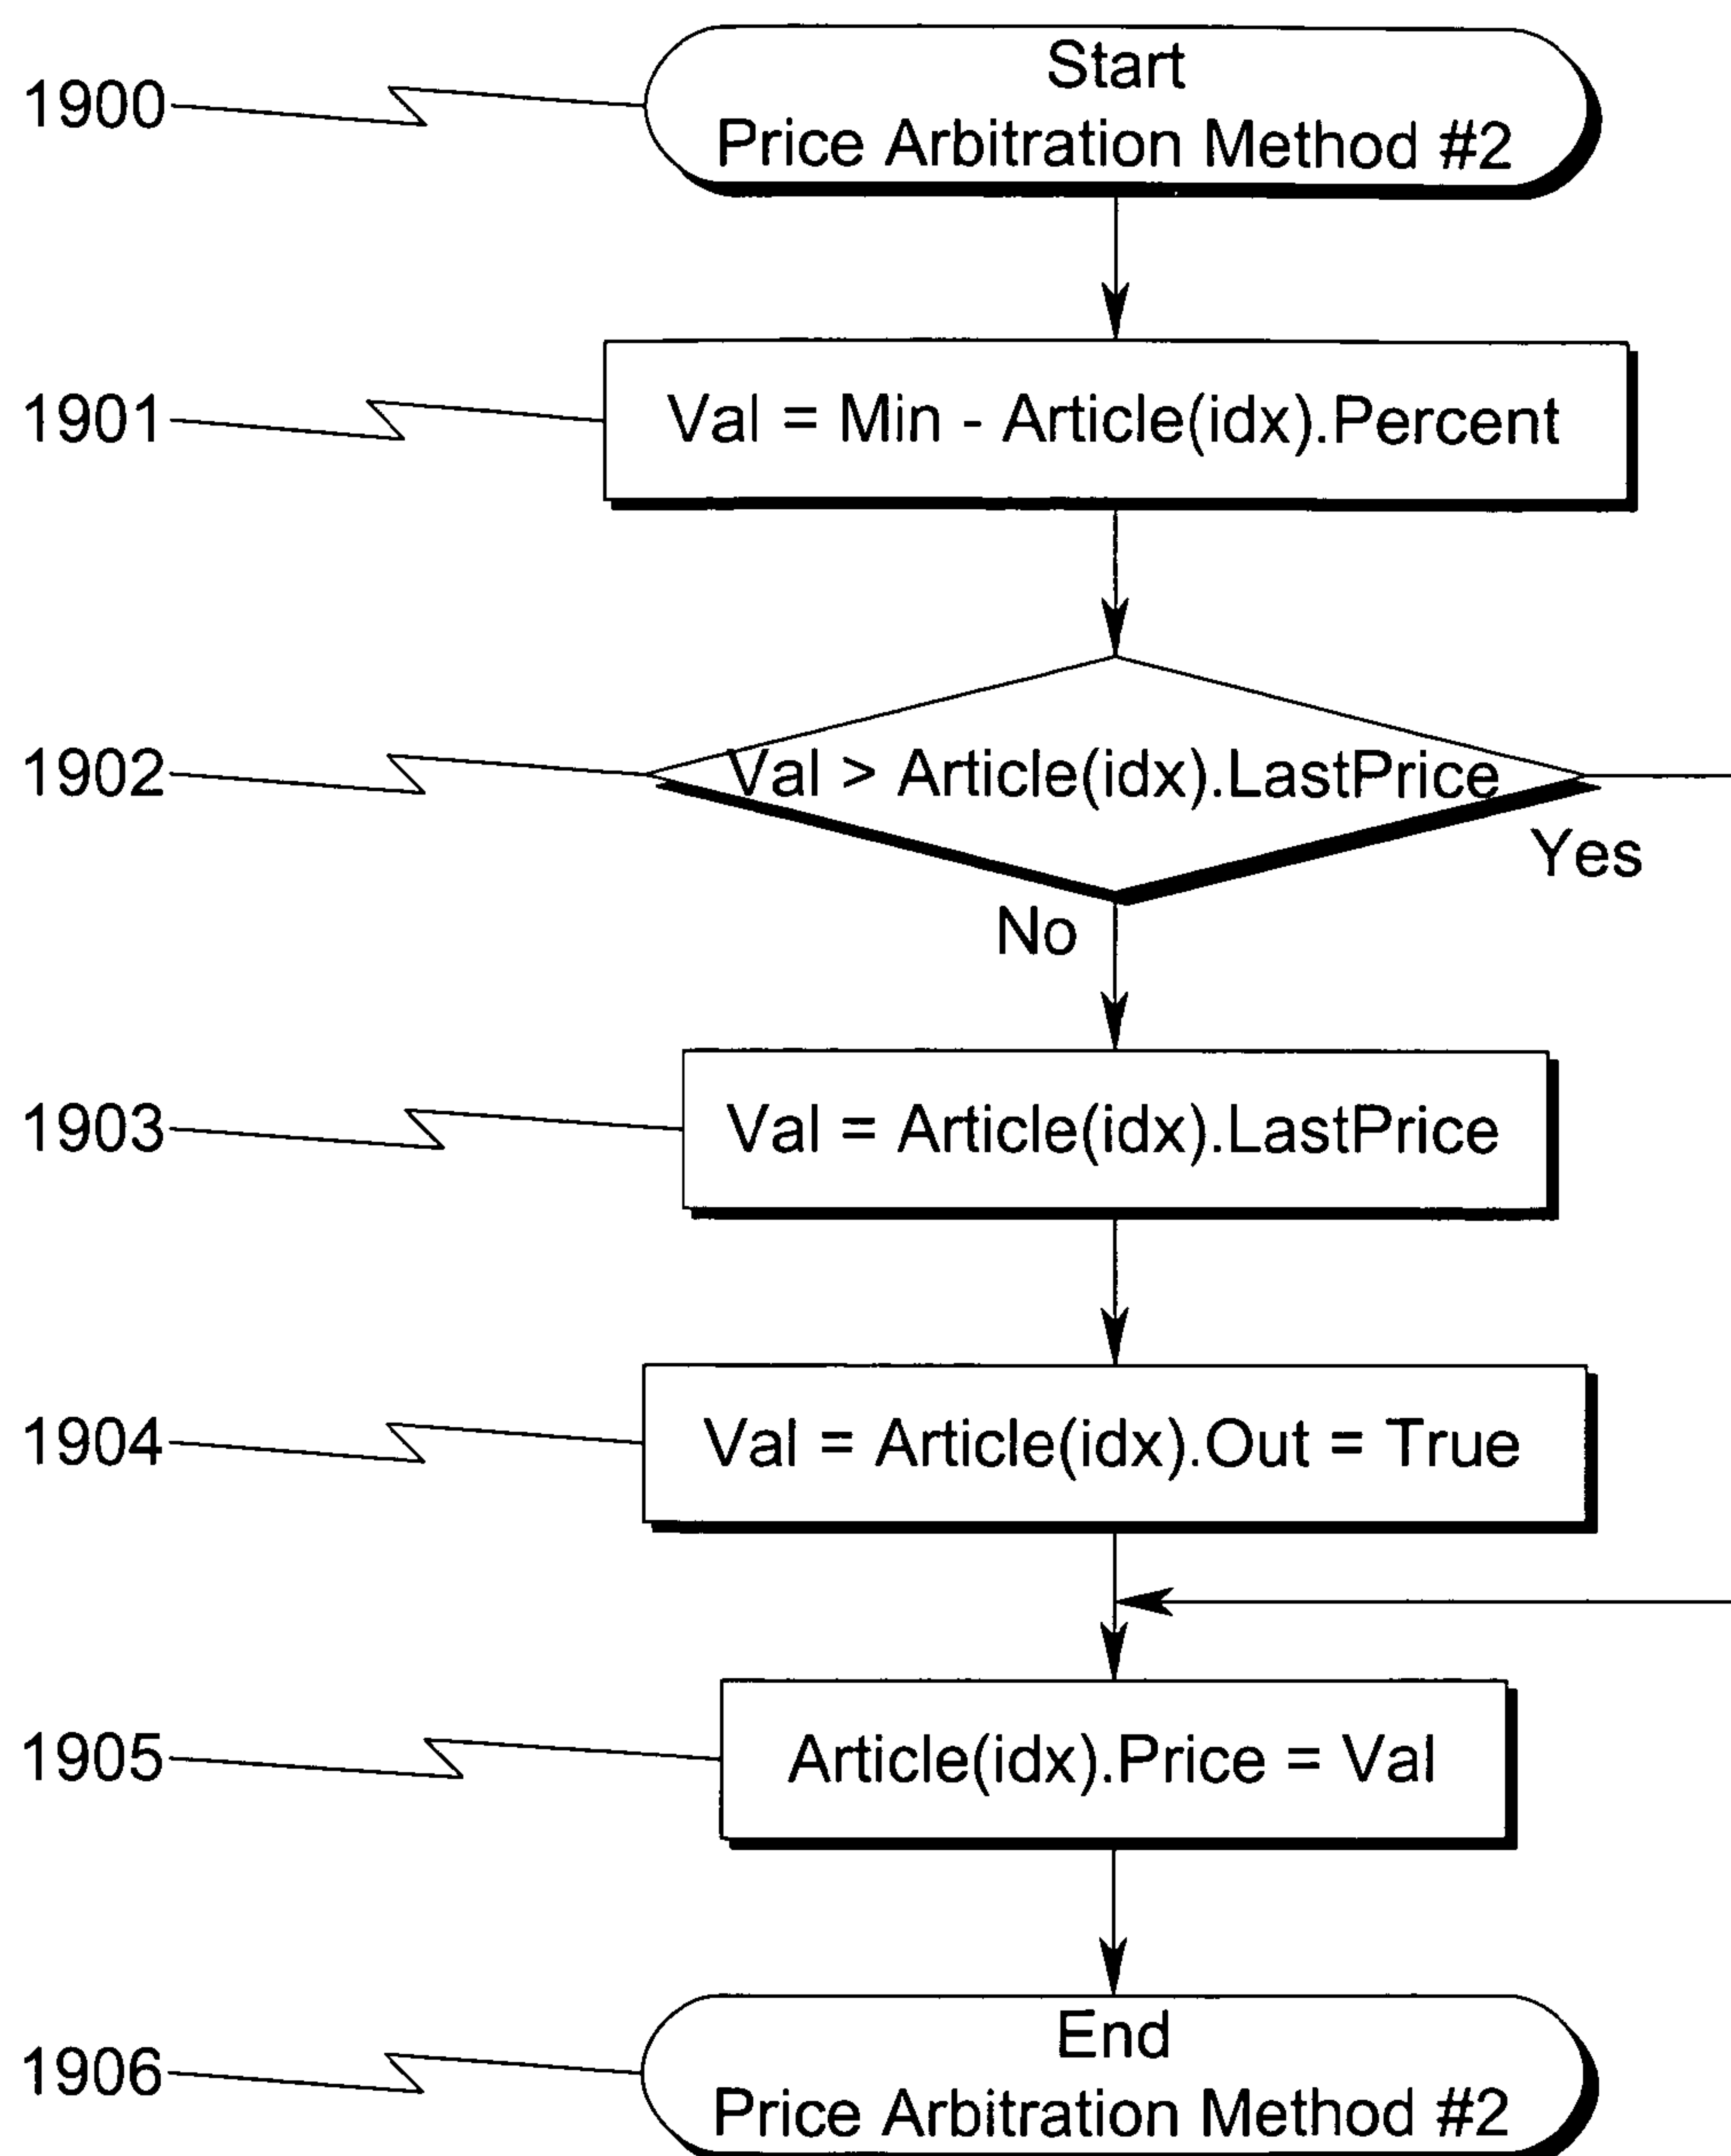 Start
1900
Price Arbitration Method #2
1901
Val = Min - Article(idx).Percent
1902
Val > Article(idx).LastPrice
Yes
No
1903
Val = Article(idx).LastPrice
1904
Val = Article(idx).Out = True
1905
Article(idx).Price = Val
End
1906
Price Arbitration Method #2